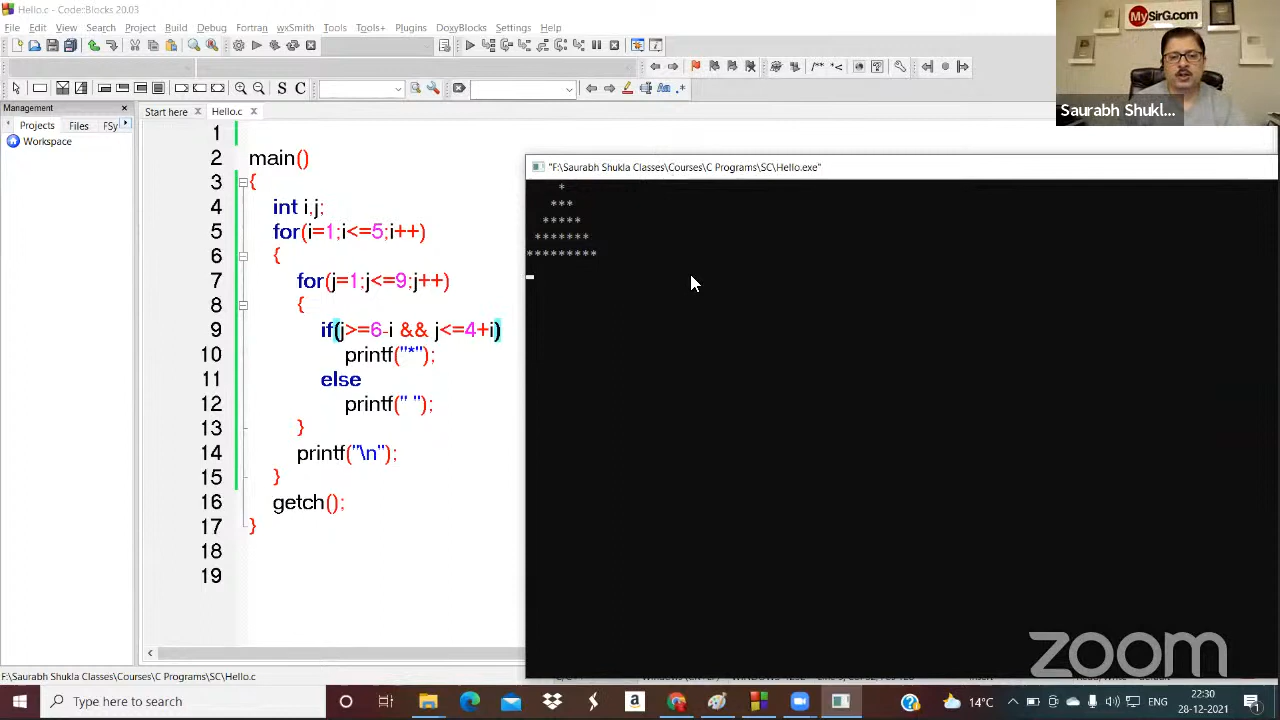 Hello.c - Code::Blocks 20.03
File Edit View Search Project Build Debug Fortran wxSmith Tools Tools+ Plugins DoxyBlocks Settings Help
MySirG.com
Saurabh Shukl...
Management
Projects Files FSy
Workspace
Start here Hello.c
1
2 main()
3 {
4 int i,j;
5 for(i=1;i<=5;i++)
6 {
7 for(j=1;j<=9;j++)
8 {
9 if(j>=6-i && j<=4+i)
10 printf("*");
11 else
12 printf(" ");
13 }
14 printf("\n");
15 }
16 getch();
17 }
18
19
"F:\Saurabh Shukla Classes\Courses\C Programs\SC\Hello.exe"
*
***
*****
*******
*********
zoom
F:\Saurabh Shukla Classes\Courses\C Programs\SC\Hello.c
Type here to search
14°C
ENG
22:30
28-12-2021